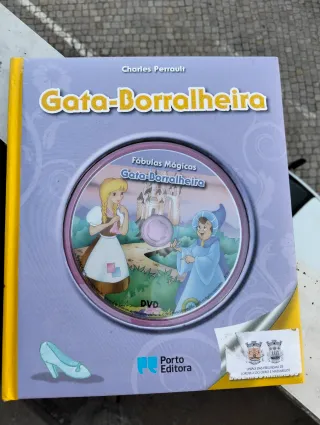 Charles Perrault
Gata-Borralheira
Fábulas Mágicas
Gata-Borralheira
DVD
Porto
Editora